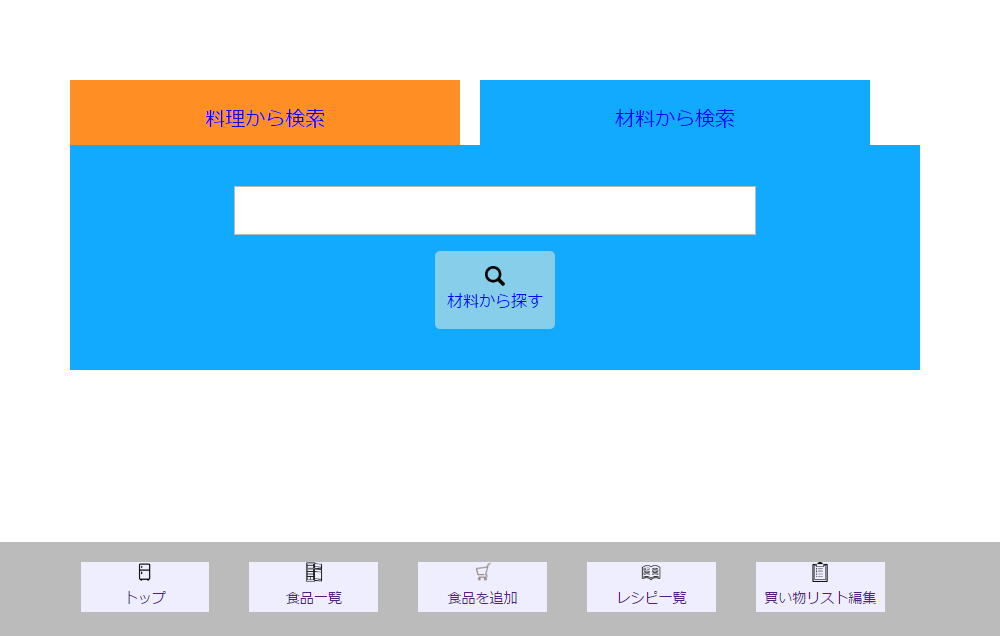 料理から検索
材料から検索
材料から探す
トップ
食品一覧
食品を追加
レシピ一覧
買い物リスト編集